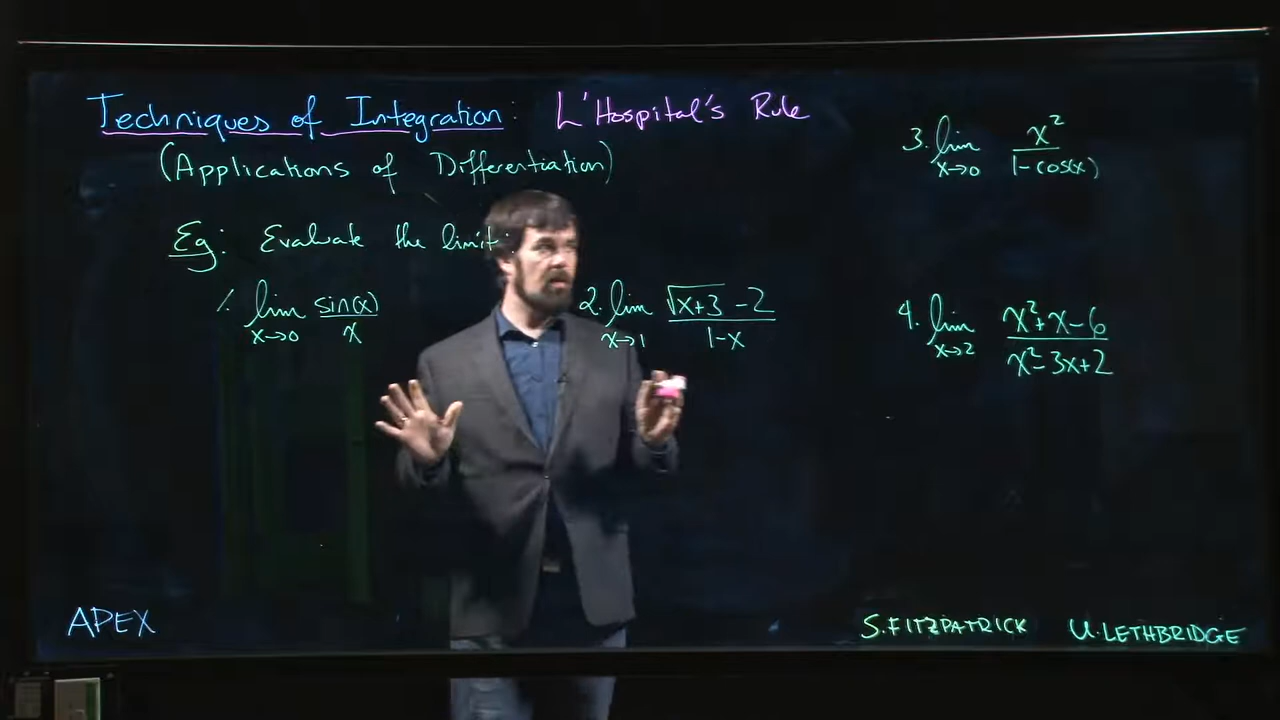 Techniques of Integration: L'Hospital's Rule
(Applications of Differentiation)
Eg: Evaluate the limit:
1. lim x→0 sin(x)/x
2. lim x→1 (√(x+3) - 2)/(1-x)
3. lim x→0 x²/(1-cos(x))
4. lim x→2 (x²+x-6)/(x²-3x+2)
APEX
S.FITZPATRICK U.LETHBRIDGE